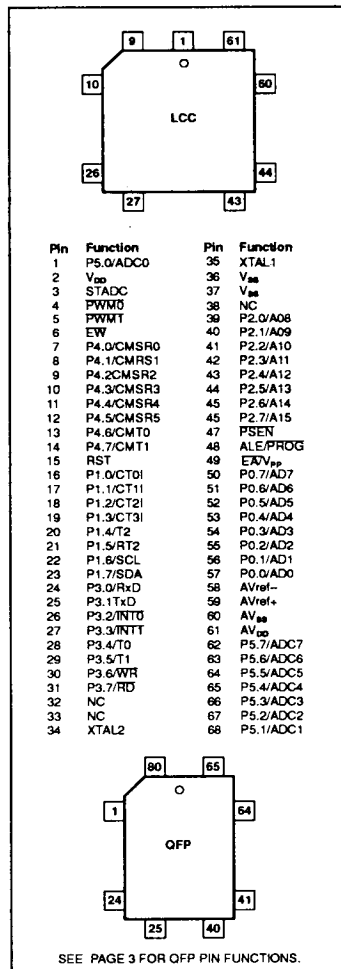 9 1 61
10 60
LCC
26 44
27 43
Pin Function Pin Function
1 P5.0/ADC0 35 XTAL1
2 VDD 36 VSS
3 STADC 37 VSS
4 PWM0 38 NC
5 PWM1 39 P2.0/A08
6 EW 40 P2.1/A09
7 P4.0/CMSR0 41 P2.2/A10
8 P4.1/CMRS1 42 P2.3/A11
9 P4.2CMSR2 43 P2.4/A12
10 P4.3/CMSR3 44 P2.5/A13
11 P4.4/CMSR4 45 P2.6/A14
12 P4.5/CMSR5 45 P2.7/A15
13 P4.6/CMT0 47 PSEN
14 P4.7/CMT1 48 ALE/PROG
15 RST 49 EA/VPP
16 P1.0/CT0I 50 P0.7/AD7
17 P1.1/CT1I 51 P0.6/AD6
18 P1.2/CT2I 52 P0.5/AD5
19 P1.3/CT3I 53 P0.4/AD4
20 P1.4/T2 54 P0.3/AD3
21 P1.5/RT2 55 P0.2/AD2
22 P1.6/SCL 56 P0.1/AD1
23 P1.7/SDA 57 P0.0/AD0
24 P3.0/RxD 58 AVref–
25 P3.1TxD 59 AVref+
26 P3.2/INT0 60 AVSS
27 P3.3/INT1 61 AVDD
28 P3.4/T0 62 P5.7/ADC7
29 P3.5/T1 63 P5.6/ADC6
30 P3.6/WR 64 P5.5/ADC5
31 P3.7/RD 65 P5.4/ADC4
32 NC 66 P5.3/ADC3
33 NC 67 P5.2/ADC2
34 XTAL2 68 P5.1/ADC1
80 65
1 64
QFP
24 41
25 40
SEE PAGE 3 FOR QFP PIN FUNCTIONS.